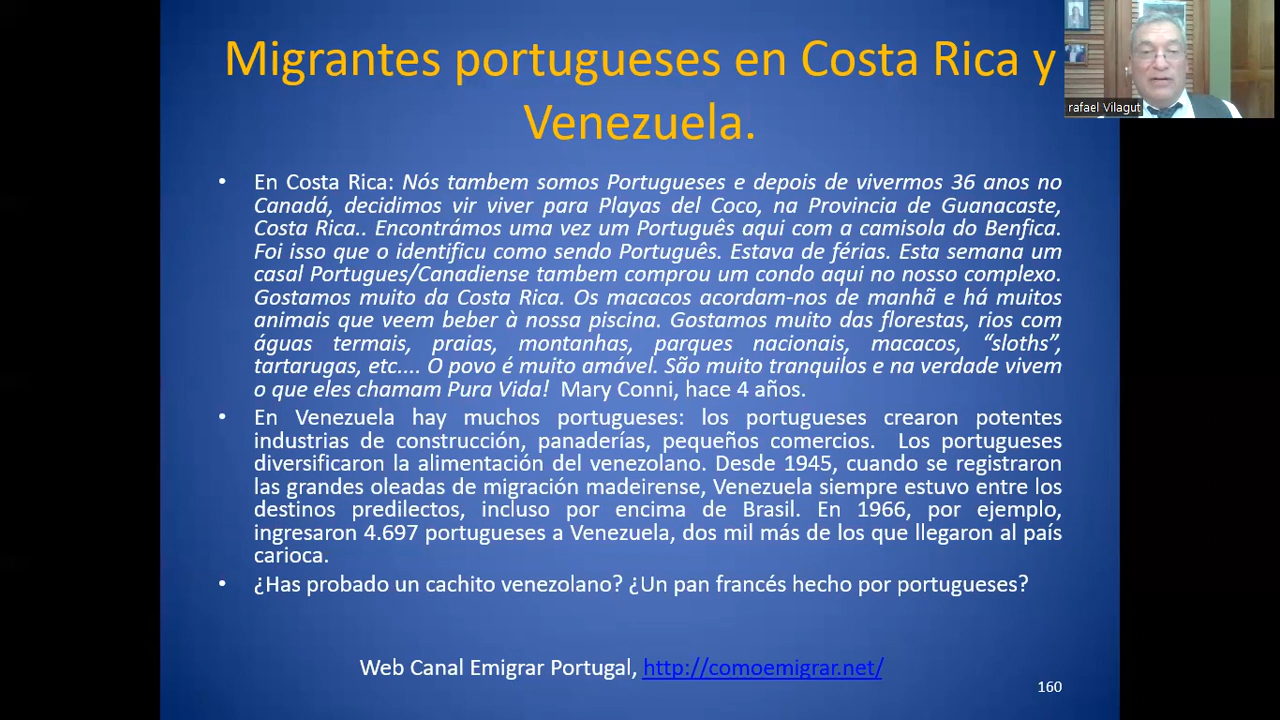 Migrantes portugueses en Costa Rica y
Venezuela.
rafael Vilagut
• En Costa Rica: Nós tambem somos Portugueses e depois de vivermos 36 anos no
Canadá, decidimos vir viver para Playas del Coco, na Provincia de Guanacaste,
Costa Rica.. Encontrámos uma vez um Português aqui com a camisola do Benfica.
Foi isso que o identificu como sendo Português. Estava de férias. Esta semana um
casal Portugues/Canadiense tambem comprou um condo aqui no nosso complexo.
Gostamos muito da Costa Rica. Os macacos acordam-nos de manhã e há muitos
animais que veem beber à nossa piscina. Gostamos muito das florestas, rios com
águas termais, praias, montanhas, parques nacionais, macacos, “sloths”,
tartarugas, etc.... O povo é muito amável. São muito tranquilos e na verdade vivem
o que eles chamam Pura Vida! Mary Conni, hace 4 años.
• En Venezuela hay muchos portugueses: los portugueses crearon potentes
industrias de construcción, panaderías, pequeños comercios. Los portugueses
diversificaron la alimentación del venezolano. Desde 1945, cuando se registraron
las grandes oleadas de migración madeirense, Venezuela siempre estuvo entre los
destinos predilectos, incluso por encima de Brasil. En 1966, por ejemplo,
ingresaron 4.697 portugueses a Venezuela, dos mil más de los que llegaron al país
carioca.
• ¿Has probado un cachito venezolano? ¿Un pan francés hecho por portugueses?
Web Canal Emigrar Portugal, http://comoemigrar.net/
160